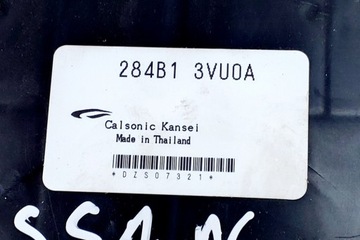 284B1 3VU0A
Calsonic Kansei
Made in Thailand
*DZS07321*